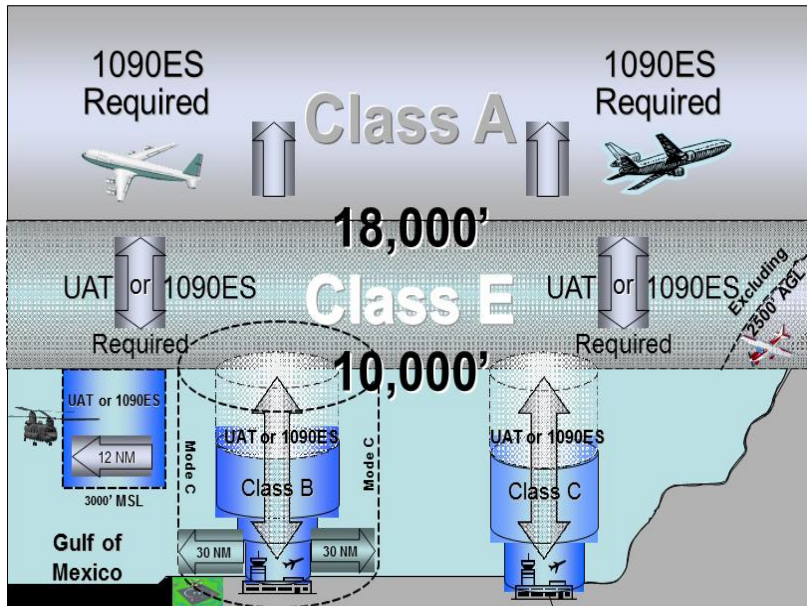 1090ES
Required
Class A
1090ES
Required
18,000’
UAT or 1090ES
Required
Class E
UAT or 1090ES
Required
Excluding
2500’ AGL
10,000’
UAT or 1090ES
12 NM
3000’ MSL
Mode C
UAT or 1090ES
Class B
Mode C
30 NM
30 NM
UAT or 1090ES
Class C
Gulf of
Mexico